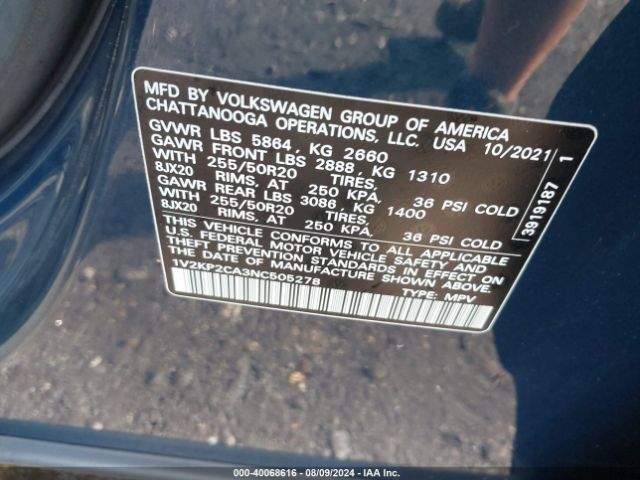 MFD BY VOLKSWAGEN GROUP OF AMERICA
CHATTANOOGA OPERATIONS, LLC. USA 10/2021
GVWR LBS 5864, KG 2660
GAWR FRONT LBS 2888, KG 1310
WITH 255/50R20 TIRES,
8JX20 RIMS, AT 250 KPA, 36 PSI COLD
GAWR REAR LBS 3086, KG 1400
WITH 255/50R20 TIRES,
8JX20 RIMS, AT 250 KPA, 36 PSI COLD
THIS VEHICLE CONFORMS TO ALL APPLICABLE
U.S. FEDERAL MOTOR VEHICLE SAFETY AND
THEFT PREVENTION STANDARDS IN EFFECT ON
THE DATE OF MANUFACTURE SHOWN ABOVE.
1V2KP2CA3NC505278
TYPE: MPV
3919187 1
000-40068616 - 08/09/2024 - IAA Inc.